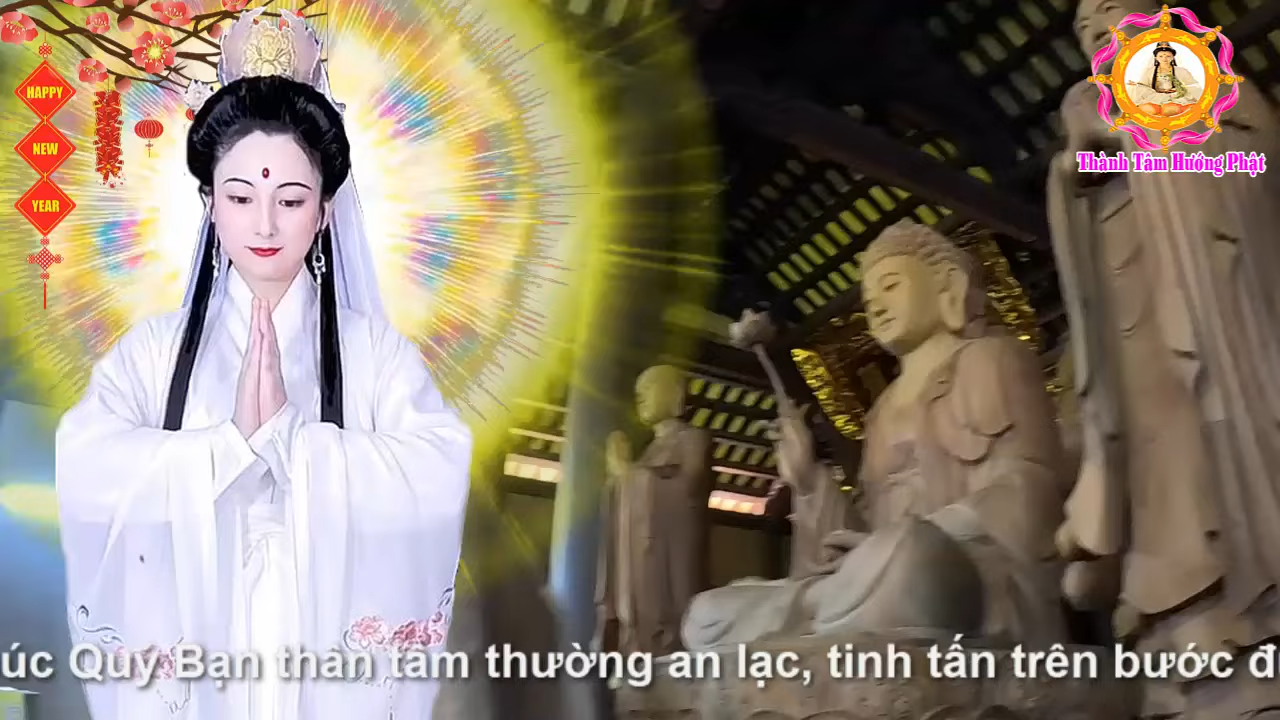 HAPPY
NEW
YEAR
Thành Tâm Hướng Phật
úc Quý Bạn thân tâm thường an lạc, tinh tấn trên bước